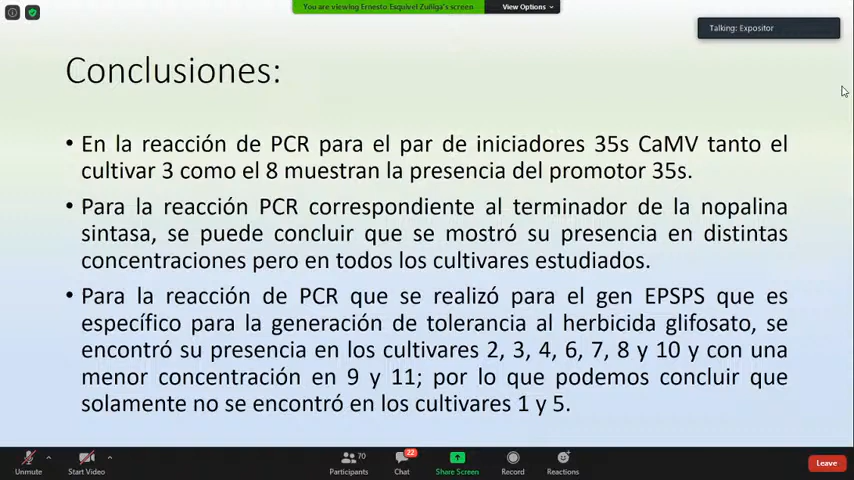 You are viewing Ernesto Esquivel Zuñiga's screen
View Options
Talking: Expositor
Conclusiones:
• En la reacción de PCR para el par de iniciadores 35s CaMV tanto el
cultivar 3 como el 8 muestran la presencia del promotor 35s.
• Para la reacción PCR correspondiente al terminador de la nopalina
sintasa, se puede concluir que se mostró su presencia en distintas
concentraciones pero en todos los cultivares estudiados.
• Para la reacción de PCR que se realizó para el gen EPSPS que es
específico para la generación de tolerancia al herbicida glifosato, se
encontró su presencia en los cultivares 2, 3, 4, 6, 7, 8 y 10 y con una
menor concentración en 9 y 11; por lo que podemos concluir que
solamente no se encontró en los cultivares 1 y 5.
70
22
Unmute
Start Video
Participants
Chat
Share Screen
Record
Reactions
Leave